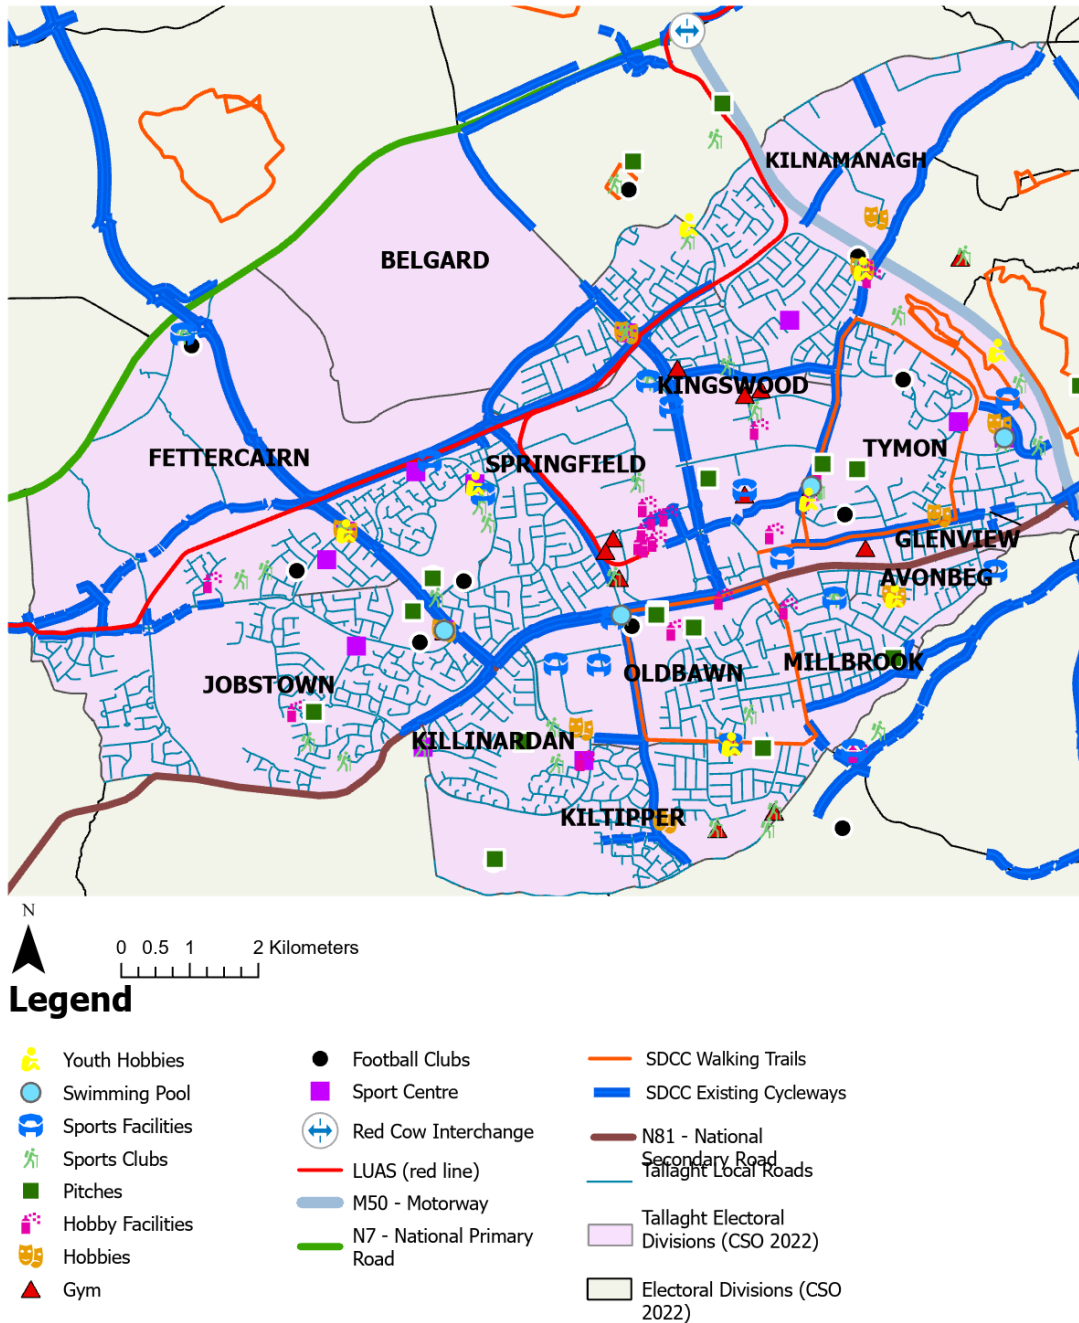 KILNAMANAGH
BELGARD
KINGSWOOD
TYMON
FETTERCAIRN
SPRINGFIELD
GLENVIEW
AVONBEG
MILLBROOK
OLDBAWN
JOBSTOWN
KILLINARDAN
KILTIPPER
N
0 0.5 1 2 Kilometers
Legend
Youth Hobbies
Swimming Pool
Sports Facilities
Sports Clubs
Pitches
Hobby Facilities
Hobbies
Gym
Football Clubs
Sport Centre
Red Cow Interchange
LUAS (red line)
M50 - Motorway
N7 - National Primary
Road
SDCC Walking Trails
SDCC Existing Cycleways
N81 - National
Secondary Road
Tallaght Local Roads
Tallaght Electoral
Divisions (CSO 2022)
Electoral Divisions (CSO
2022)